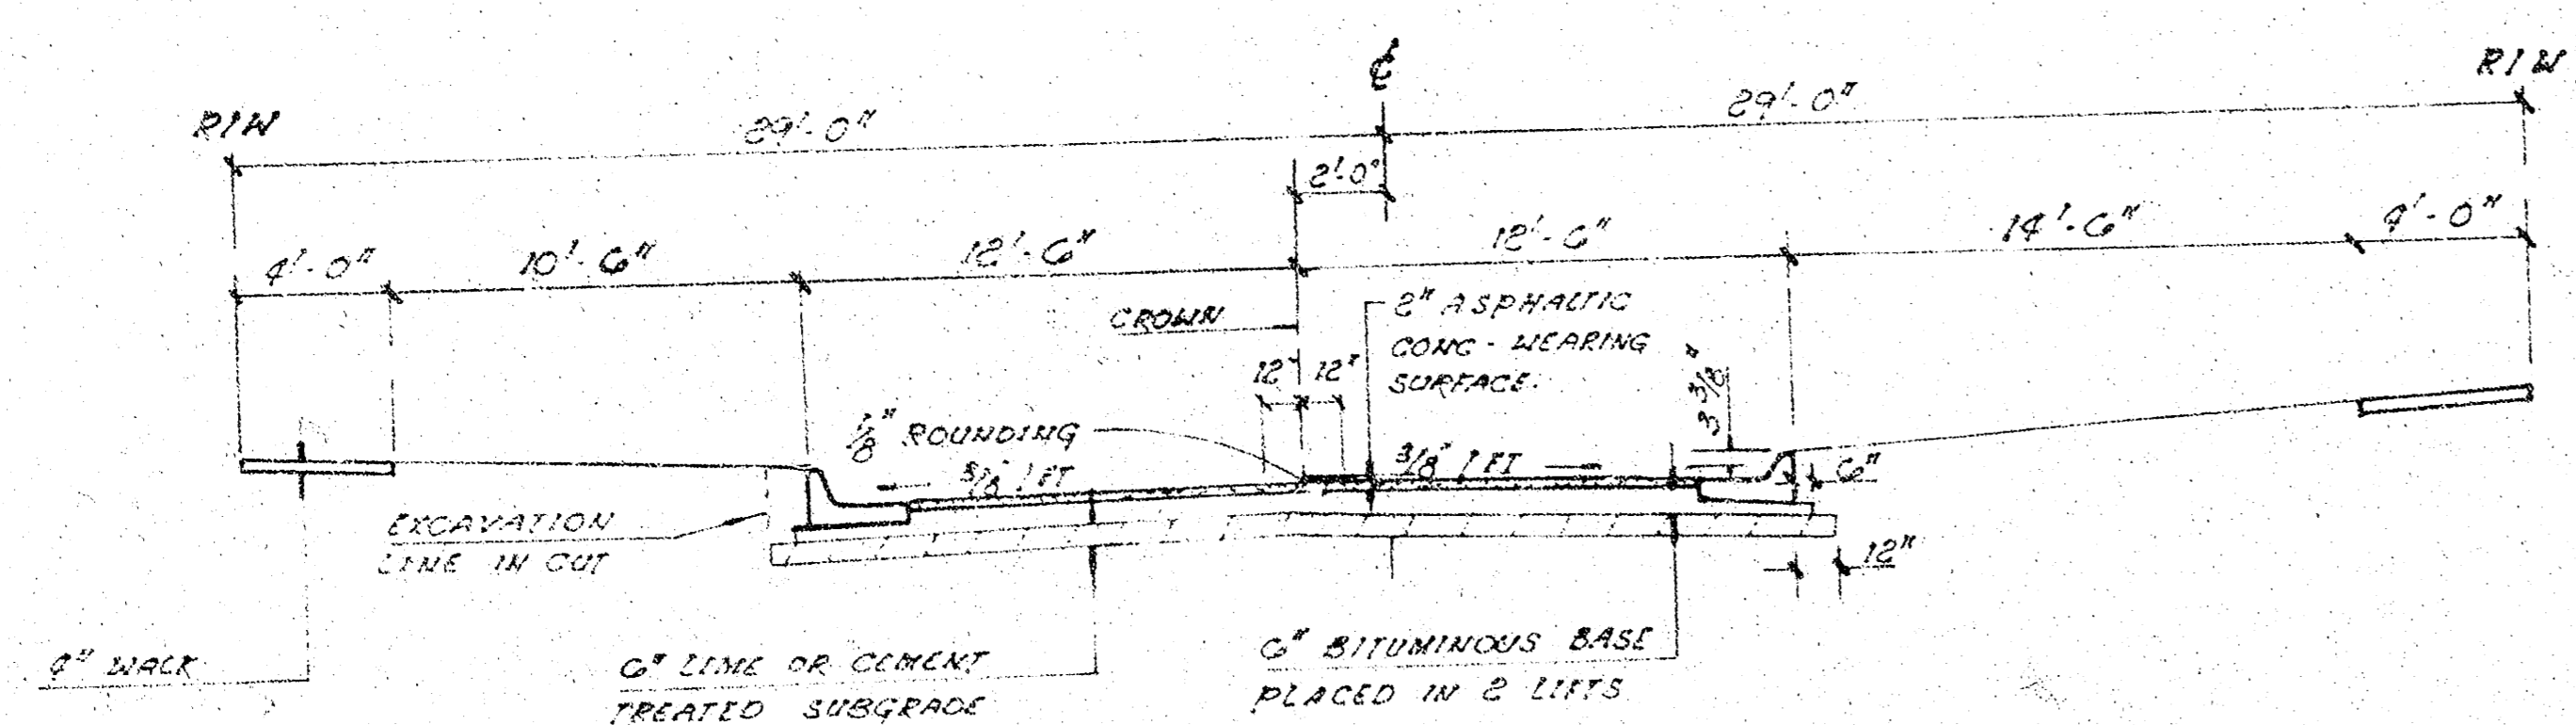 ℄
R/W
R/W
29'-0"
29'-0"
2'-0"
4'-0"
10'-6"
12'-6"
12'-6"
14'-6"
4'-0"
CROWN
2" ASPHALTIC
CONC - WEARING
SURFACE.
12"
12"
3 3/8"
1/8" ROUNDING
3/8" / FT
3/8" / FT
6"
EXCAVATION
LINE IN CUT
12"
4" WALK
6" LIME OR CEMENT
TREATED SUBGRADE
6" BITUMINOUS BASE
PLACED IN 2 LIFTS